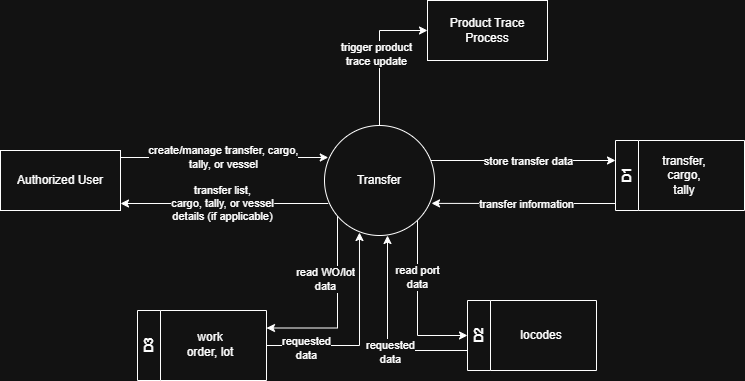 Product Trace
Process
trigger product
trace update
create/manage transfer, cargo,
tally, or vessel
Authorized User
transfer list,
cargo, tally, or vessel
details (if applicable)
Transfer
store transfer data
transfer information
D1
transfer,
cargo,
tally
read WO/lot
data
read port
data
D3
work
order, lot
requested
data
requested
data
D2
locodes